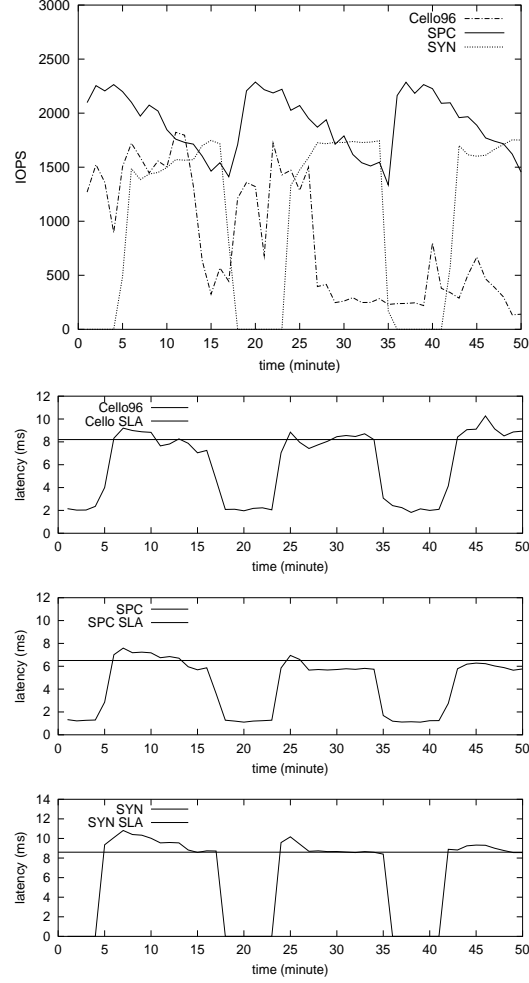 3000
2500
2000
1500
1000
500
0
IOPS
Cello96
SPC
SYN
0 5 10 15 20 25 30 35 40 45 50
time (minute)
12
10
8
6
4
2
0
latency (ms)
Cello96
Cello SLA
0 5 10 15 20 25 30 35 40 45 50
time (minute)
12
10
8
6
4
2
0
latency (ms)
SPC
SPC SLA
0 5 10 15 20 25 30 35 40 45 50
time (minute)
14
12
10
8
6
4
2
0
latency (ms)
SYN
SYN SLA
0 5 10 15 20 25 30 35 40 45 50
time (minute)